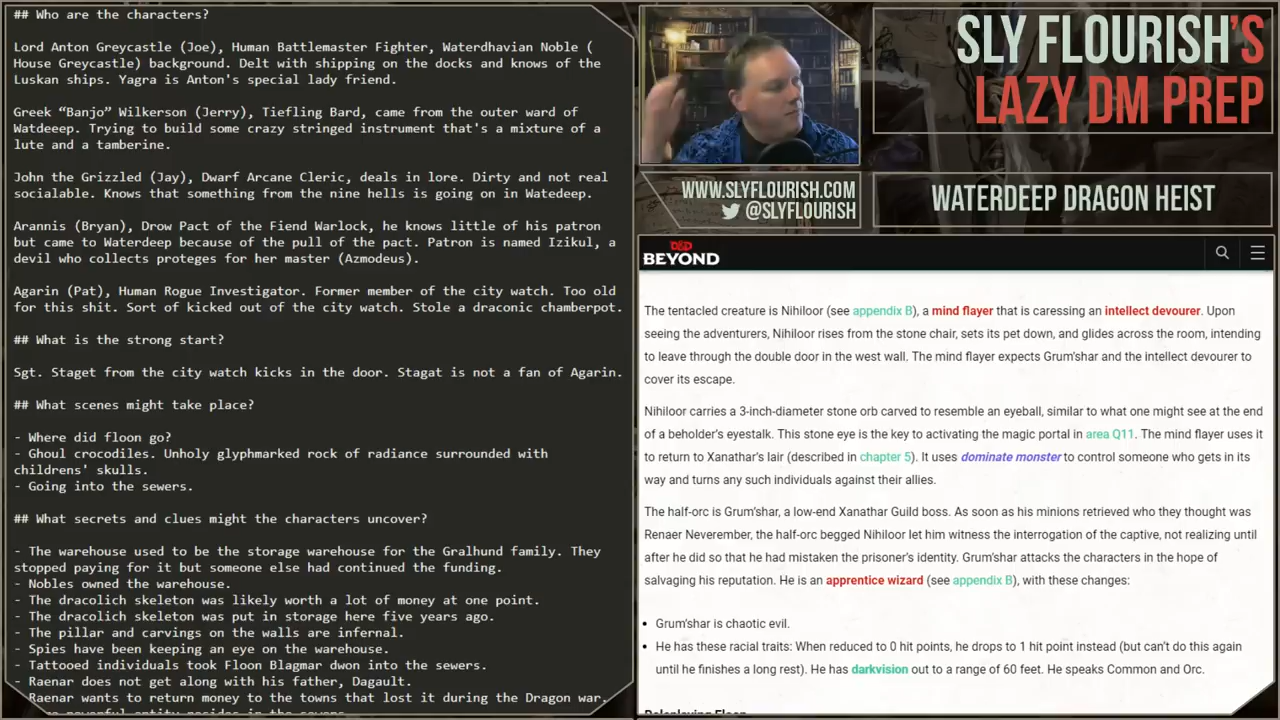 ## Who are the characters?
Lord Anton Greycastle (Joe), Human Battlemaster Fighter, Waterdhavian Noble (
House Greycastle) background. Delt with shipping on the docks and knows of the
Luskan ships. Yagra is Anton's special lady friend.
Greek “Banjo” Wilkerson (Jerry), Tiefling Bard, came from the outer ward of
Watdeeep. Trying to build some crazy stringed instrument that's a mixture of a
lute and a tamberine.
John the Grizzled (Jay), Dwarf Arcane Cleric, deals in lore. Dirty and not real
socialable. Knows that something from the nine hells is going on in Watedeep.
Arannis (Bryan), Drow Pact of the Fiend Warlock, he knows little of his patron
but came to Waterdeep because of the pull of the pact. Patron is named Izikul, a
devil who collects proteges for her master (Azmodeus).
Agarin (Pat), Human Rogue Investigator. Former member of the city watch. Too old
for this shit. Sort of kicked out of the city watch. Stole a draconic chamberpot.
## What is the strong start?
Sgt. Staget from the city watch kicks in the door. Stagat is not a fan of Agarin.
## What scenes might take place?
- Where did floon go?
- Ghoul crocodiles. Unholy glyphmarked rock of radiance surrounded with
childrens' skulls.
- Going into the sewers.
## What secrets and clues might the characters uncover?
- The warehouse used to be the storage warehouse for the Gralhund family. They
stopped paying for it but someone else had continued the funding.
- Nobles owned the warehouse.
- The dracolich skeleton was likely worth a lot of money at one point.
- The dracolich skeleton was put in storage here five years ago.
- The pillar and carvings on the walls are infernal.
- Spies have been keeping an eye on the warehouse.
- Tattooed individuals took Floon Blagmar dwon into the sewers.
- Raenar does not get along with his father, Dagault.
Raenar wants to return money to the towns that lost it during the Dragon war.
powerful entity resides in the sewers.
SLY FLOURISH'S
LAZY DM PREP
WWW.SLYFLOURISH.COM
@SLYFLOURISH
WATERDEEP DRAGON HEIST
D&D
BEYOND
The tentacled creature is Nihiloor (see appendix B), a mind flayer that is caressing an intellect devourer. Upon
seeing the adventurers, Nihiloor rises from the stone chair, sets its pet down, and glides across the room, intending
to leave through the double door in the west wall. The mind flayer expects Grum'shar and the intellect devourer to
cover its escape.
Nihiloor carries a 3-inch-diameter stone orb carved to resemble an eyeball, similar to what one might see at the end
of a beholder's eyestalk. This stone eye is the key to activating the magic portal in area Q11. The mind flayer uses it
to return to Xanathar's lair (described in chapter 5). It uses dominate monster to control someone who gets in its
way and turns any such individuals against their allies.
The half-orc is Grum'shar, a low-end Xanathar Guild boss. As soon as his minions retrieved who they thought was
Renaer Neverember, the half-orc begged Nihiloor let him witness the interrogation of the captive, not realizing until
after he did so that he had mistaken the prisoner's identity. Grum'shar attacks the characters in the hope of
salvaging his reputation. He is an apprentice wizard (see appendix B), with these changes:
• Grum'shar is chaotic evil.
• He has these racial traits: When reduced to 0 hit points, he drops to 1 hit point instead (but can't do this again
until he finishes a long rest). He has darkvision out to a range of 60 feet. He speaks Common and Orc.
Roleplaying Floon